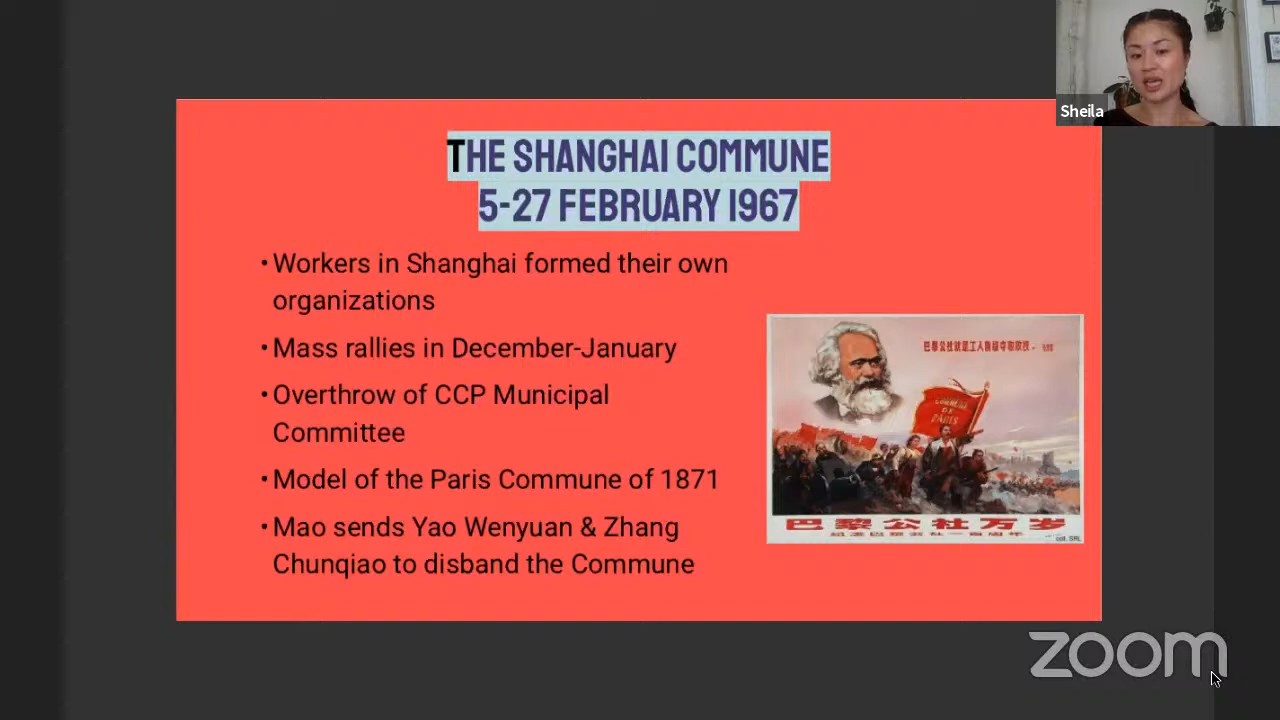 Sheila
THE SHANGHAI COMMUNE
5-27 FEBRUARY 1967
• Workers in Shanghai formed their own
organizations
• Mass rallies in December-January
• Overthrow of CCP Municipal
Committee
• Model of the Paris Commune of 1871
• Mao sends Yao Wenyuan & Zhang
Chunqiao to disband the Commune
DE
PARIS
巴黎公社万岁
zoom